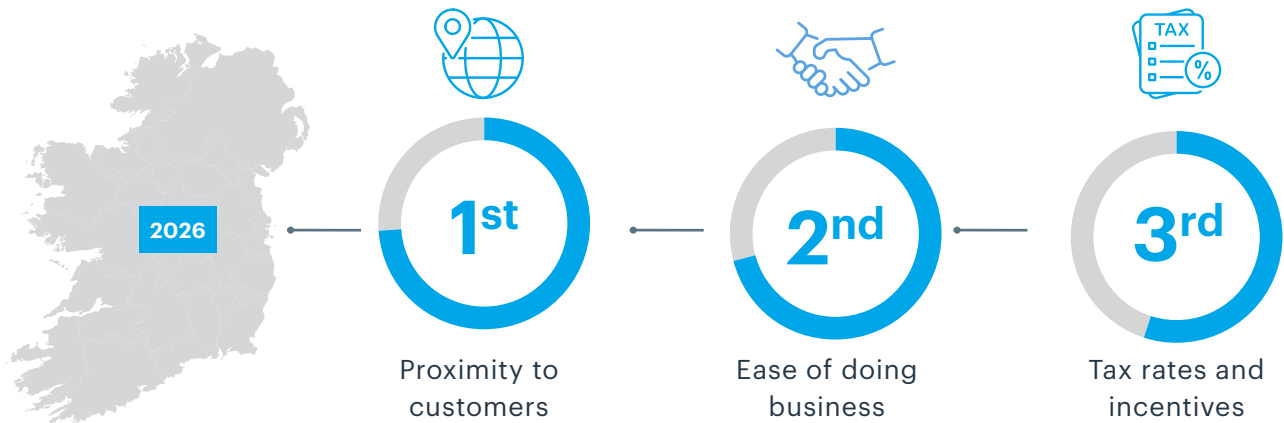 TAX
%
2026
1st
2nd
3rd
Proximity to
customers
Ease of doing
business
Tax rates and
incentives